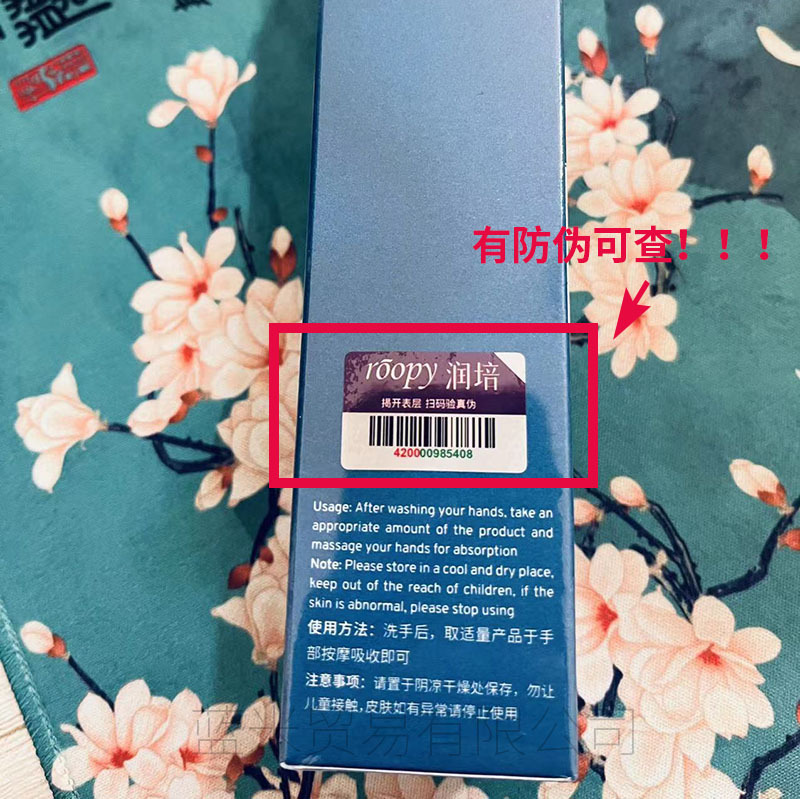 有防伪可查！！！
rōopy 润培
揭开表层 扫码验真伪
420000985408
Usage: After washing your hands, take an
appropriate amount of the product and
massage your hands for absorption
Note: Please store in a cool and dry place,
keep out of the reach of children, if the
skin is abnormal, please stop using
使用方法：洗手后，取适量产品于手
部按摩吸收即可
注意事项：请置于阴凉干燥处保存，勿让
儿童接触，皮肤如有异常请停止使用
贸易有限公司